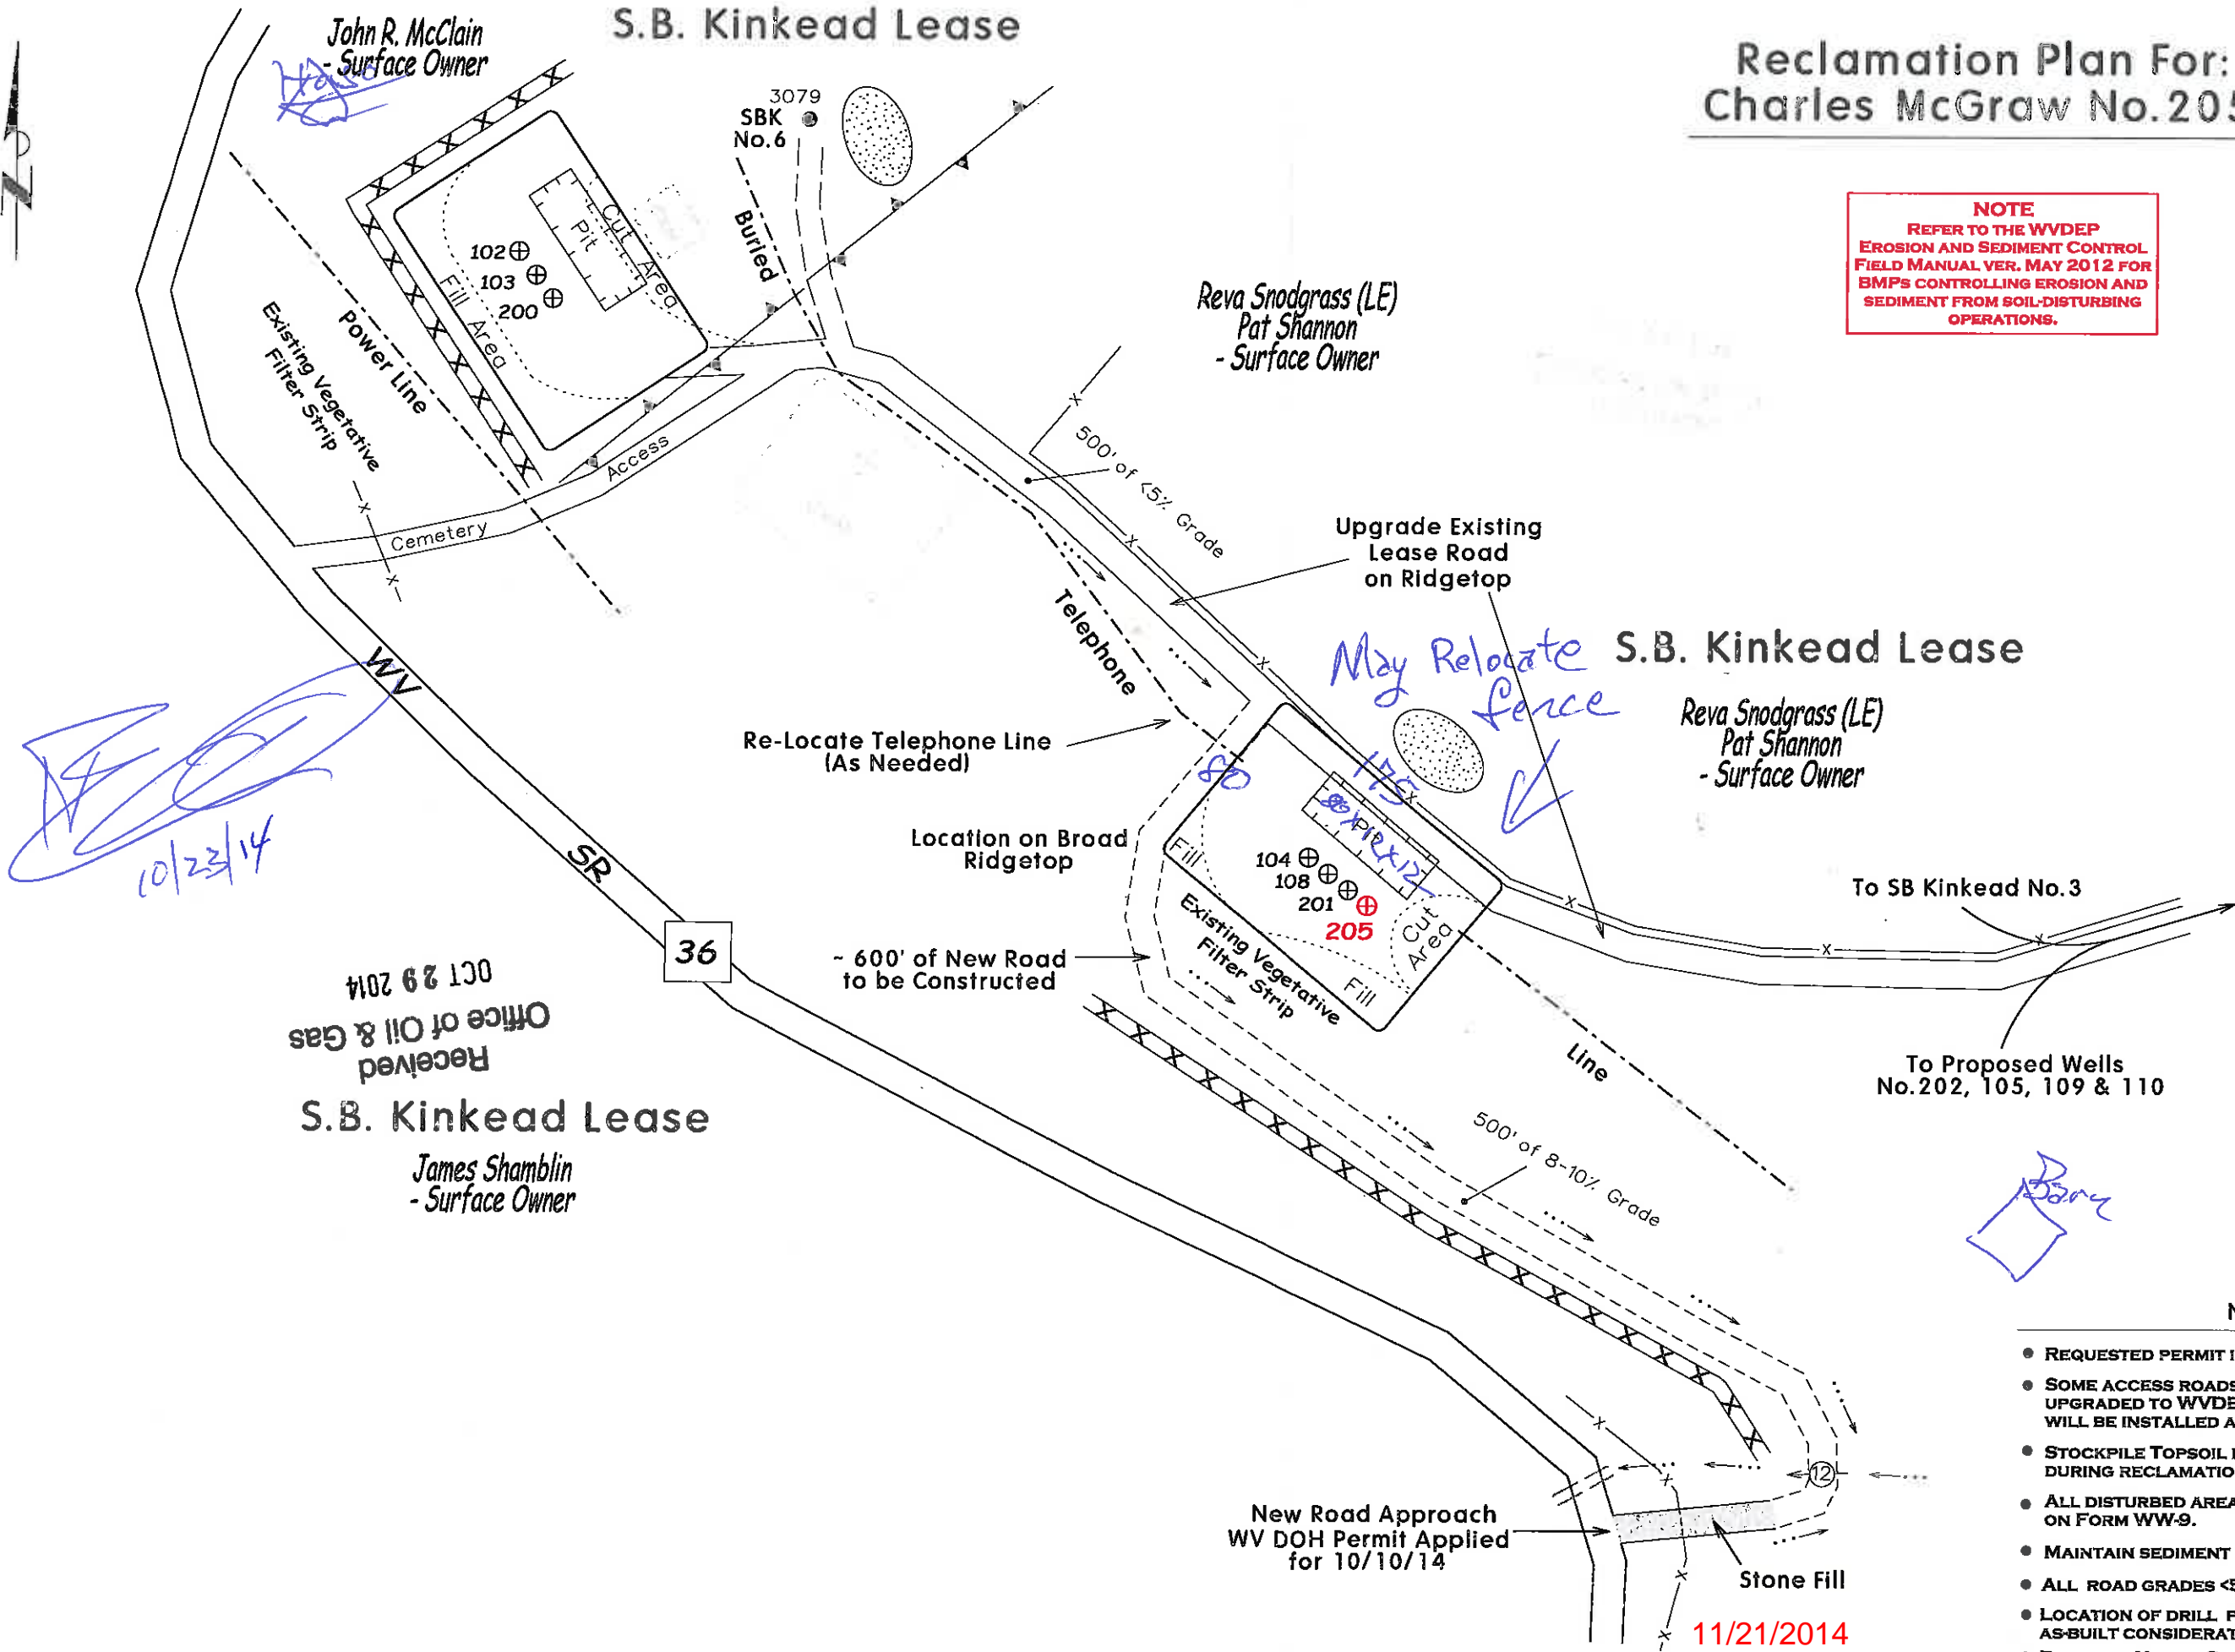 John R. McClain
- Surface Owner
S.B. Kinkead Lease
Reclamation Plan For:
Charles McGraw No.205
3079
SBK
No.6
NOTE
REFER TO THE WVDEP
EROSION AND SEDIMENT CONTROL
FIELD MANUAL VER. MAY 2012 FOR
BMPS CONTROLLING EROSION AND
SEDIMENT FROM SOIL-DISTURBING
OPERATIONS.
N
102
103
200
Pit
Cut Area
Fill Area
Buried
Power Line
Existing Vegetative
Filter Strip
Reva Snodgrass (LE)
Pat Shannon
- Surface Owner
Cemetery
Access
500' of <5% Grade
Upgrade Existing
Lease Road
on Ridgetop
Telephone
May Relocate
fence
S.B. Kinkead Lease
Reva Snodgrass (LE)
Pat Shannon
- Surface Owner
WV
SR
36
10/23/14
Re-Locate Telephone Line
(As Needed)
80
175
80x12x12
Pit
Location on Broad
Ridgetop
Fill
104
108
201
205
Cut
Area
Fill
Existing Vegetative
Filter Strip
To SB Kinkead No.3
~ 600' of New Road
to be Constructed
OCT 29 2014
Office of Oil & Gas
Received
Line
To Proposed Wells
No.202, 105, 109 & 110
S.B. Kinkead Lease
James Shamblin
- Surface Owner
500' of 8-10% Grade
Barn
N
• REQUESTED PERMIT
• SOME ACCESS ROADS
UPGRADED TO WVDE
WILL BE INSTALLED A
• STOCKPILE TOPSOIL
DURING RECLAMATIO
• ALL DISTURBED AREA
ON FORM WW-9.
• MAINTAIN SEDIMENT
• ALL ROAD GRADES <
• LOCATION OF DRILL P
AS-BUILT CONSIDERAT
12
New Road Approach
WV DOH Permit Applied
for 10/10/14
Stone Fill
11/21/2014